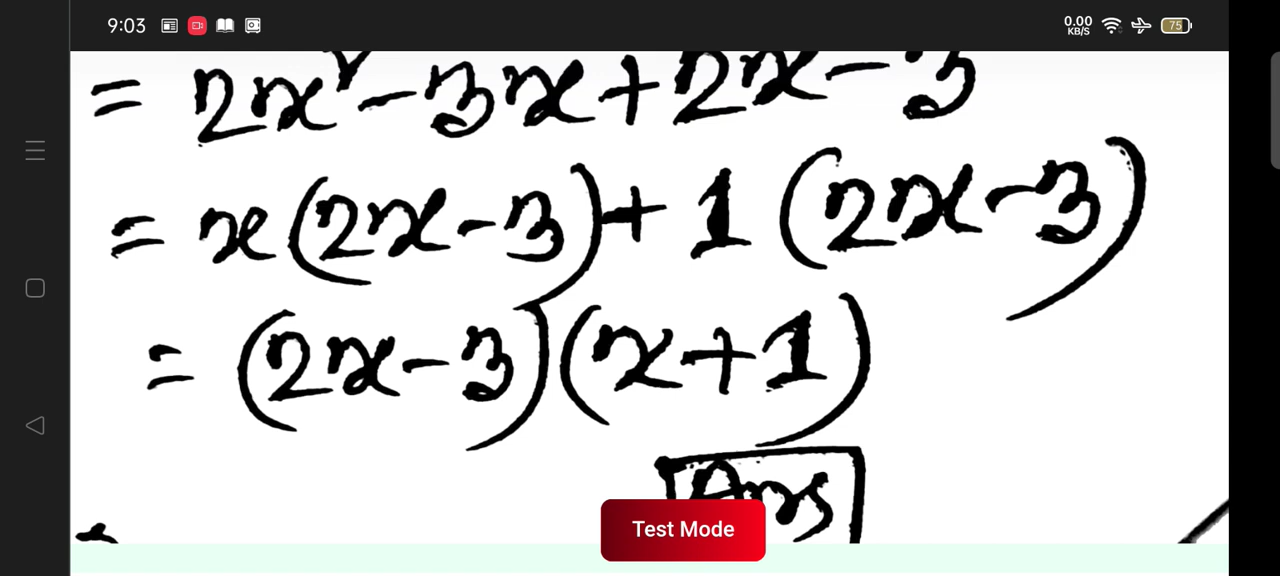 9:03
0.00 KB/S
75
= 2x² - 3x + 2x - 3
= x(2x - 3) + 1 (2x - 3)
= (2x - 3)(x + 1)
Ans
Test Mode